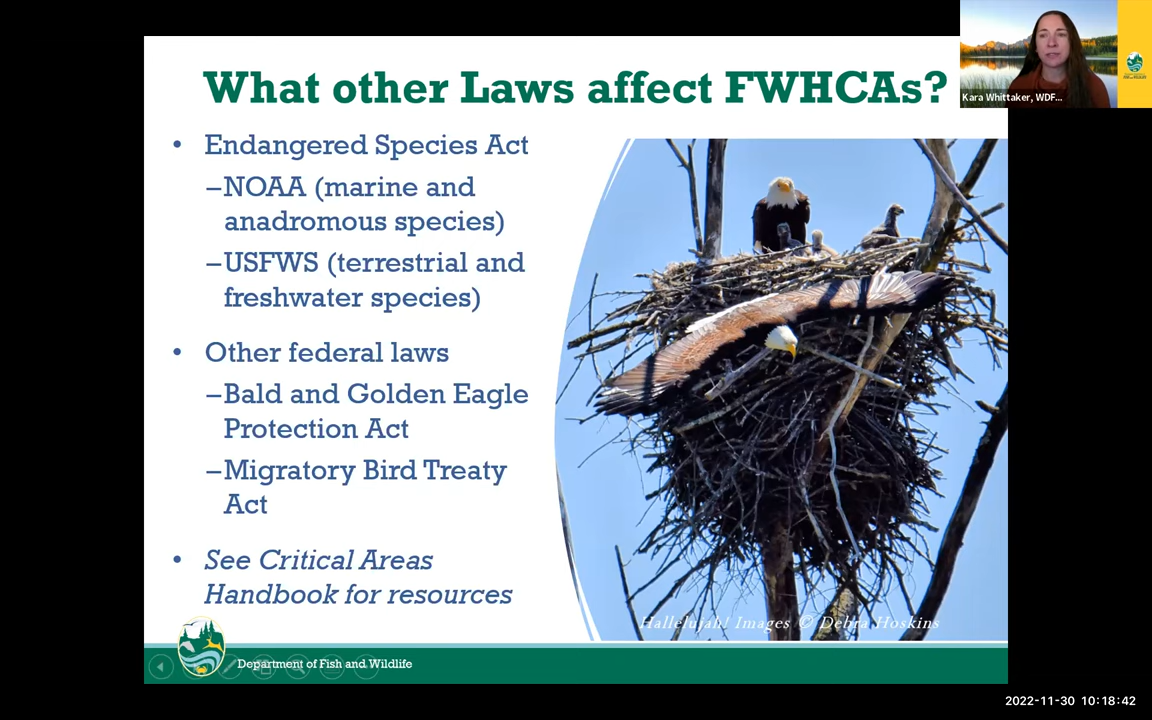 What other Laws affect FWHCAs?
Kara Whittaker, WDF...
• Endangered Species Act
–NOAA (marine and
anadromous species)
–USFWS (terrestrial and
freshwater species)
• Other federal laws
–Bald and Golden Eagle
Protection Act
–Migratory Bird Treaty
Act
• See Critical Areas
Handbook for resources
Hallelujah! Images © Debra Hoskins
Department of Fish and Wildlife
2022-11-30 10:18:42